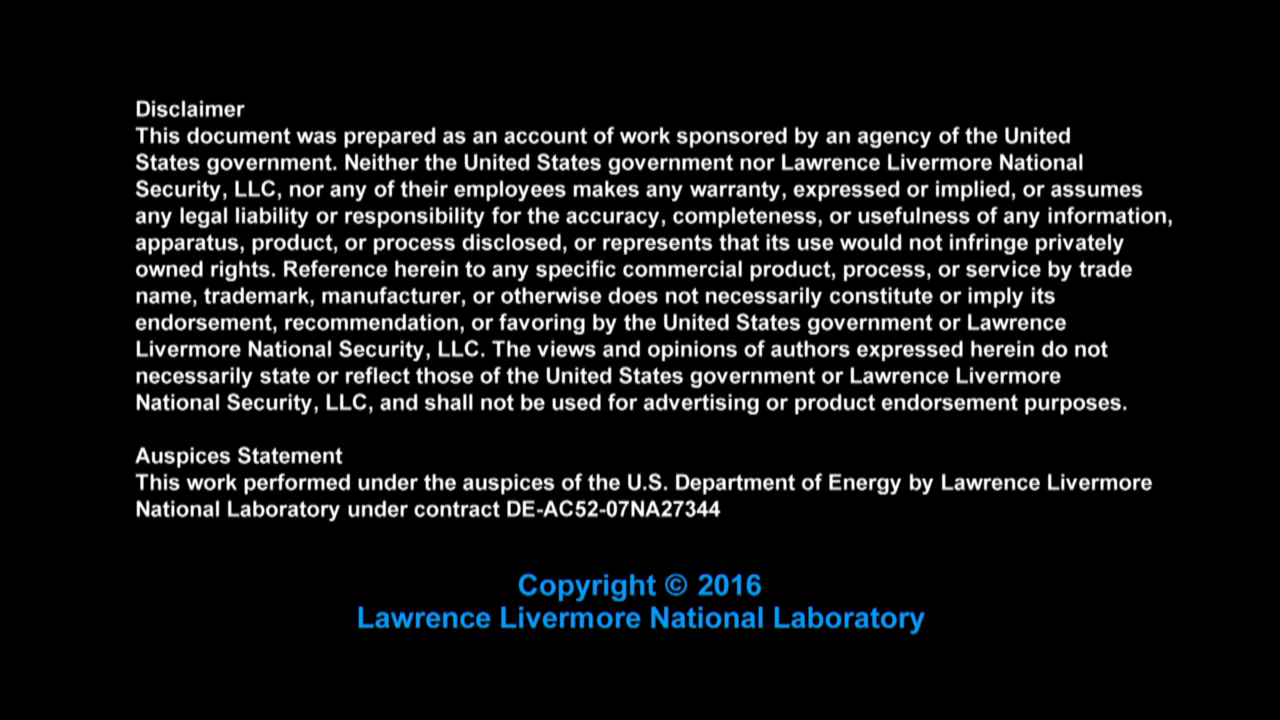 Disclaimer
This document was prepared as an account of work sponsored by an agency of the United
States government. Neither the United States government nor Lawrence Livermore National
Security, LLC, nor any of their employees makes any warranty, expressed or implied, or assumes
any legal liability or responsibility for the accuracy, completeness, or usefulness of any information,
apparatus, product, or process disclosed, or represents that its use would not infringe privately
owned rights. Reference herein to any specific commercial product, process, or service by trade
name, trademark, manufacturer, or otherwise does not necessarily constitute or imply its
endorsement, recommendation, or favoring by the United States government or Lawrence
Livermore National Security, LLC. The views and opinions of authors expressed herein do not
necessarily state or reflect those of the United States government or Lawrence Livermore
National Security, LLC, and shall not be used for advertising or product endorsement purposes.
Auspices Statement
This work performed under the auspices of the U.S. Department of Energy by Lawrence Livermore
National Laboratory under contract DE-AC52-07NA27344
Copyright © 2016
Lawrence Livermore National Laboratory